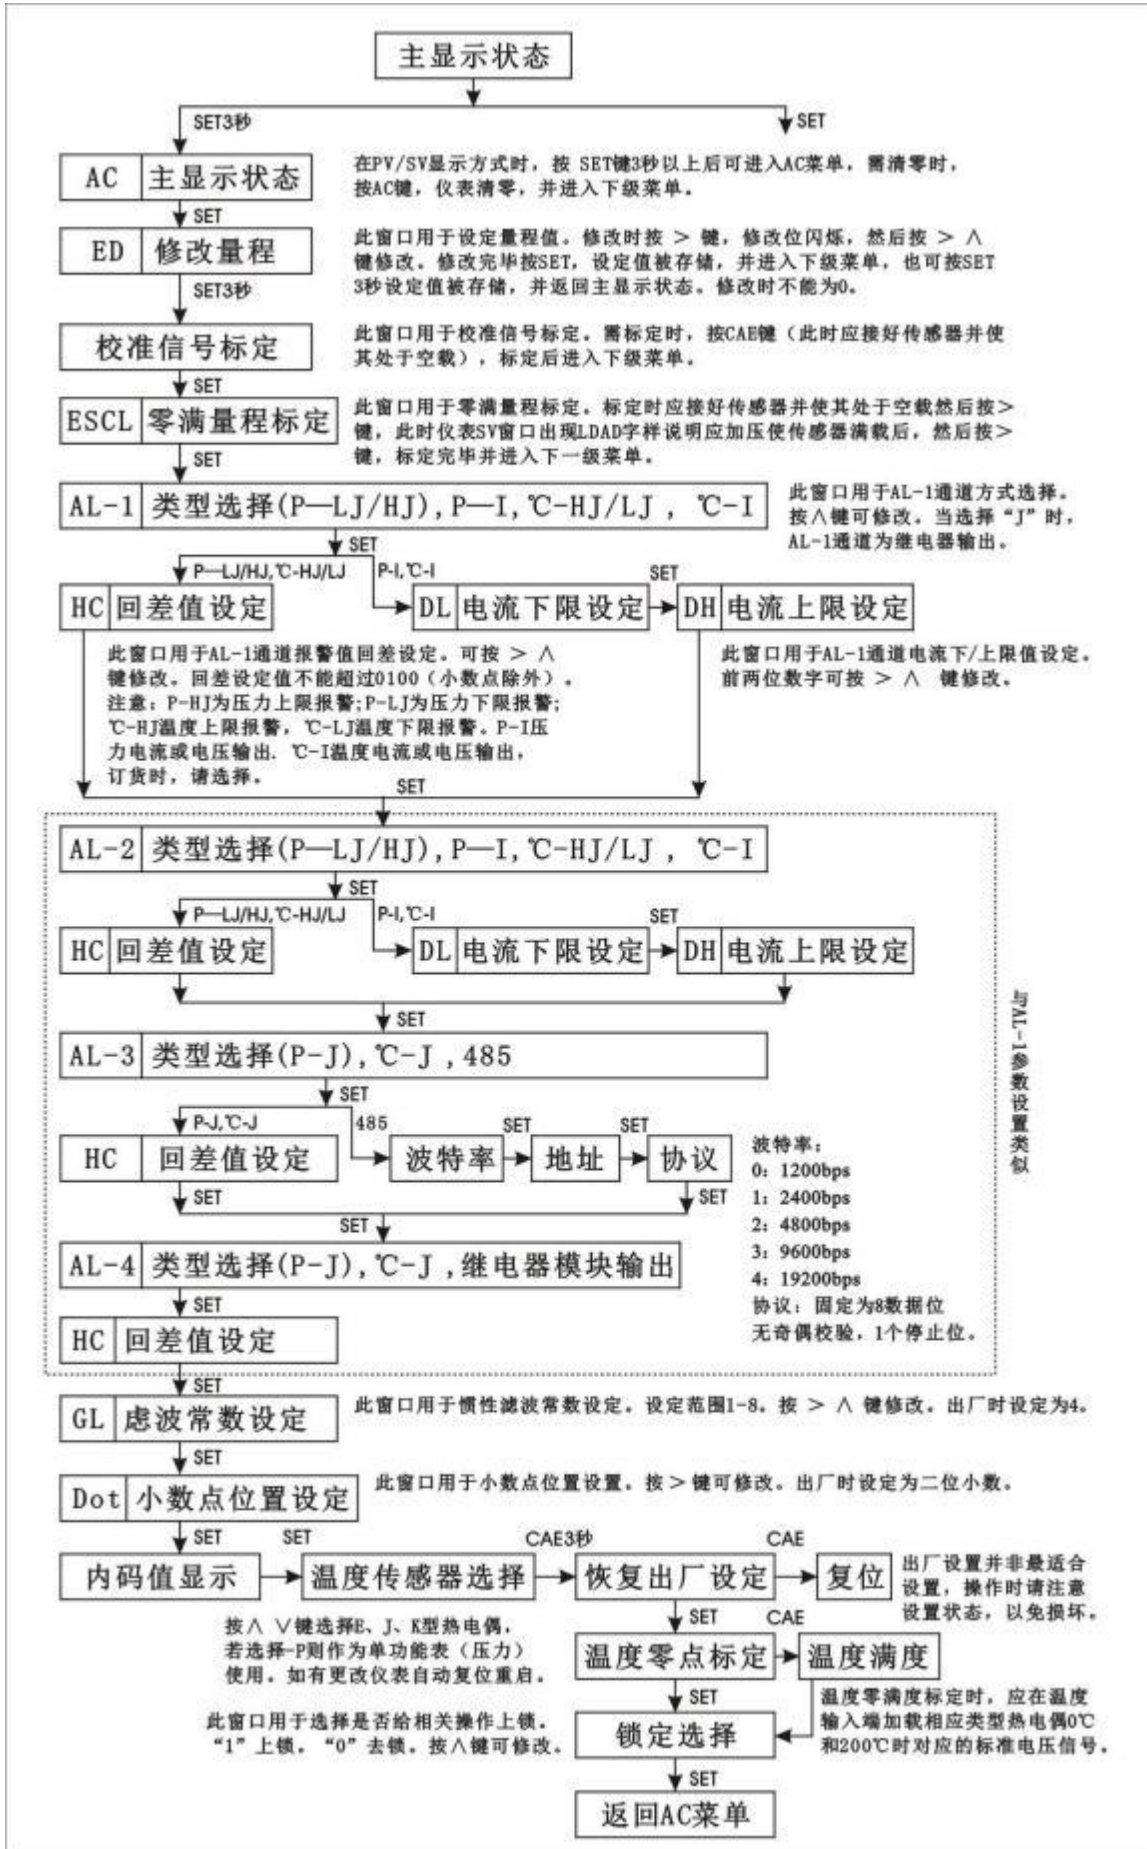 主显示状态
SET3秒
SET
AC 主显示状态
在PV/SV显示方式时，按 SET键3秒以上后可进入AC菜单，需清零时，
按AC键，仪表清零，并进入下级菜单。
SET
ED 修改量程
此窗口用于设定量程值。修改时按 > 键，修改位闪烁，然后按 > ∧
键修改。修改完毕按SET，设定值被存储，并进入下级菜单，也可按SET
3秒设定值被存储，并返回主显示状态。修改时不能为0。
SET3秒
校准信号标定
此窗口用于校准信号标定。需标定时，按CAE键（此时应接好传感器并使
其处于空载），标定后进入下级菜单。
SET
ESCL 零满量程标定
此窗口用于零满量程标定。标定时应接好传感器并使其处于空载然后按>
键，此时仪表SV窗口出现LDAD字样说明应加压使传感器满载后，然后按>
键，标定完毕并进入下一级菜单。
SET
AL-1 类型选择(P—LJ/HJ),P—I,℃-HJ/LJ , ℃-I
此窗口用于AL-1通道方式选择。
按∧键可修改。当选择“J”时，
AL-1通道为继电器输出。
SET
P—LJ/HJ,℃-HJ/LJ
P-I,℃-I
SET
HC 回差值设定
DL 电流下限设定
DH 电流上限设定
此窗口用于AL-1通道报警值回差设定。可按 > ∧
键修改。回差设定值不能超过0100（小数点除外）。
注意：P-HJ为压力上限报警;P-LJ为压力下限报警;
℃-HJ温度上限报警，℃-LJ温度下限报警。P-I压
力电流或电压输出. ℃-I温度电流或电压输出，
订货时，请选择。
此窗口用于AL-1通道电流下/上限值设定。
前两位数字可按 > ∧ 键修改。
SET
AL-2 类型选择(P—LJ/HJ),P—I,℃-HJ/LJ , ℃-I
SET
P—LJ/HJ,℃-HJ/LJ
P-I,℃-I
SET
HC 回差值设定
DL 电流下限设定
DH 电流上限设定
SET
与AL-1参数设置类似
AL-3 类型选择(P-J),℃-J ,485
SET
P-J,℃-J
485
SET
SET
HC 回差值设定
波特率
地址
协议
SET
SET
SET
波特率：
0: 1200bps
1: 2400bps
2: 4800bps
3: 9600bps
4: 19200bps
协议：固定为8数据位
无奇偶校验，1个停止位。
AL-4 类型选择(P-J),℃-J ,继电器模块输出
SET
HC 回差值设定
SET
GL 虑波常数设定
此窗口用于惯性滤波常数设定。设定范围1-8。按 > ∧ 键修改。出厂时设定为4。
SET
Dot 小数点位置设定
此窗口用于小数点位置设置。按>键可修改。出厂时设定为二位小数。
SET
SET
CAE3秒
CAE
内码值显示
温度传感器选择
恢复出厂设定
复位
出厂设置并非最适合
设置，操作时请注意
设置状态，以免损坏。
按∧ ∨键选择E、J、K型热电偶，
若选择-P则作为单功能表（压力）
使用。如有更改仪表自动复位重启。
SET
CAE
温度零点标定
温度满度
SET
温度零满度标定时，应在温度
输入端加载相应类型热电偶0℃
和200℃时对应的标准电压信号。
此窗口用于选择是否给相关操作上锁。
“1”上锁。“0”去锁。按∧键可修改。
锁定选择
SET
返回AC菜单